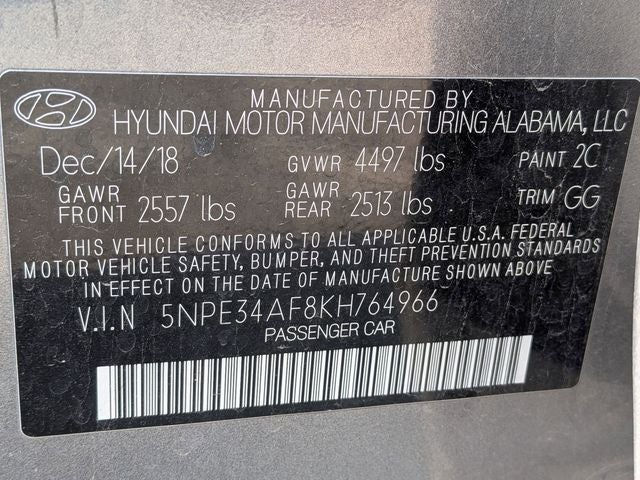 MANUFACTURED BY
HYUNDAI MOTOR MANUFACTURING ALABAMA, LLC
Dec/14/18 GVWR 4497 lbs PAINT 2C
GAWR FRONT 2557 lbs GAWR REAR 2513 lbs TRIM GG
THIS VEHICLE CONFORMS TO ALL APPLICABLE U.S.A. FEDERAL
MOTOR VEHICLE SAFETY, BUMPER, AND THEFT PREVENTION STANDARDS
IN EFFECT ON THE DATE OF MANUFACTURE SHOWN ABOVE
V.I.N 5NPE34AF8KH764966
PASSENGER CAR